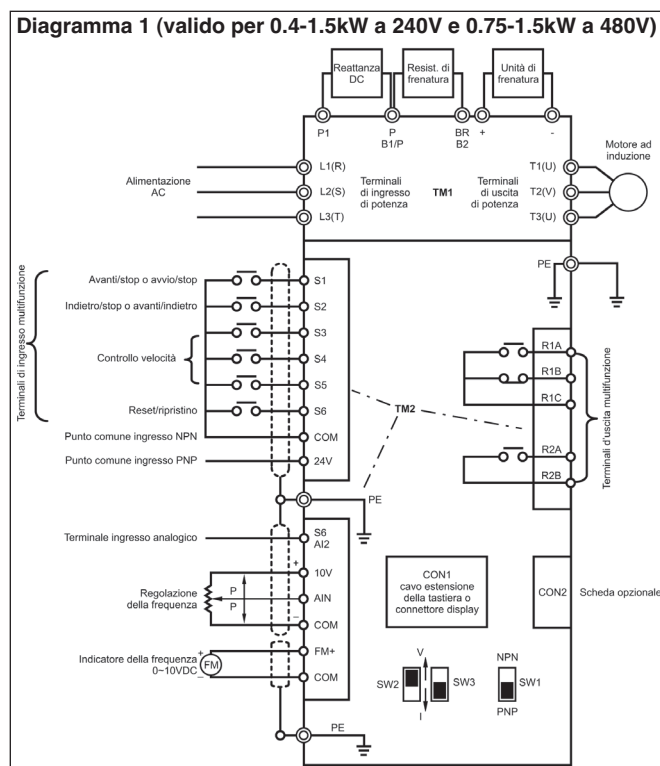 Diagramma 1 (valido per 0.4-1.5kW a 240V e 0.75-1.5kW a 480V)
Reattanza
DC
Resist. di
frenatura
Unità di
frenatura
P1
P
B1/P
BR
B2
+
-
Alimentazione
AC
L1(R)
L2(S)
L3(T)
Terminali
di ingresso
di potenza
TM1
Terminali
di uscita
di potenza
T1(U)
T2(V)
T3(U)
Motore ad
induzione
PE
Terminali di ingresso multifunzione
Avanti/stop o avvio/stop
S1
Indietro/stop o avanti/indietro
S2
S3
Controllo velocità
S4
S5
Reset/ripristino
S6
Punto comune ingresso NPN
COM
Punto comune ingresso PNP
24V
TM2
R1A
R1B
R1C
R2A
R2B
Terminali d'uscita multifunzione
PE
Terminale ingresso analogico
S6
AI2
+
10V
Regolazione
della frequenza
P
P
AIN
–
COM
Indicatore della frequenza
0~10VDC
+
FM
–
FM+
COM
PE
CON1
cavo estensione
della tastiera o
connettore display
CON2
Scheda opzionale
V
SW2
SW3
I
NPN
SW1
PNP